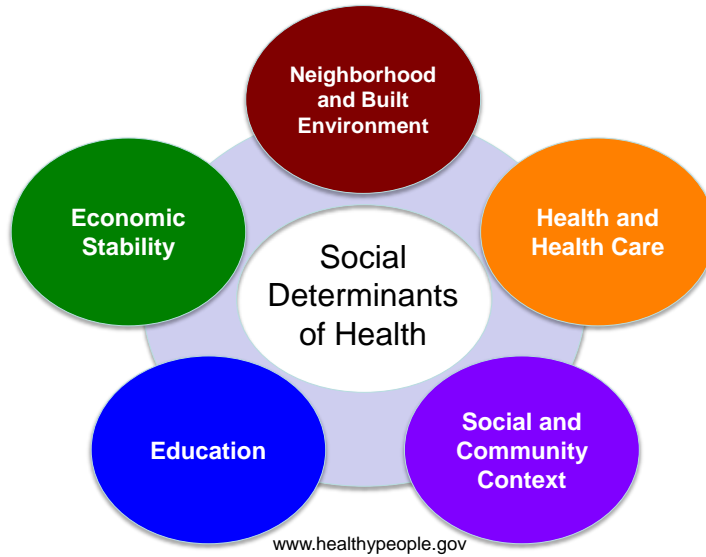 Neighborhood
and Built
Environment
Economic
Stability
Health and
Health Care
Social
Determinants
of Health
Education
Social and
Community
Context
www.healthypeople.gov